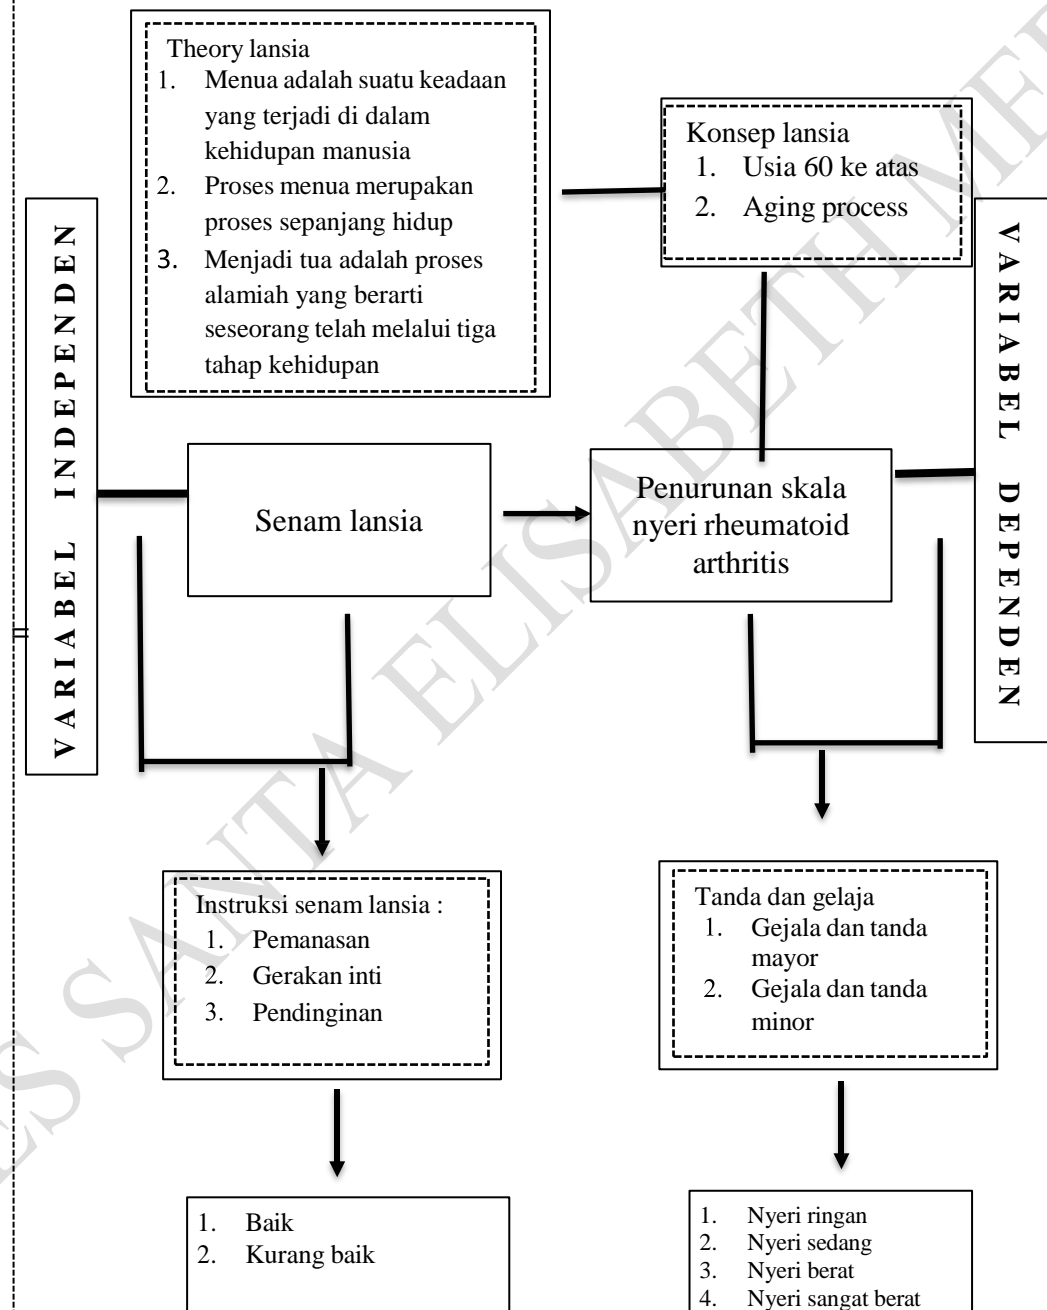 Theory lansia
1. Menua adalah suatu keadaan
yang terjadi di dalam
kehidupan manusia
2. Proses menua merupakan
proses sepanjang hidup
3. Menjadi tua adalah proses
alamiah yang berarti
seseorang telah melalui tiga
tahap kehidupan
Konsep lansia
1. Usia 60 ke atas
2. Aging process
VARIABEL INDEPENDEN
VARIABEL DEPENDEN
Senam lansia
Penurunan skala
nyeri rheumatoid
arthritis
Instruksi senam lansia :
1. Pemanasan
2. Gerakan inti
3. Pendinginan
Tanda dan gelaja
1. Gejala dan tanda
mayor
2. Gejala dan tanda
minor
1. Baik
2. Kurang baik
1. Nyeri ringan
2. Nyeri sedang
3. Nyeri berat
4. Nyeri sangat berat
SANTA ELISABETH